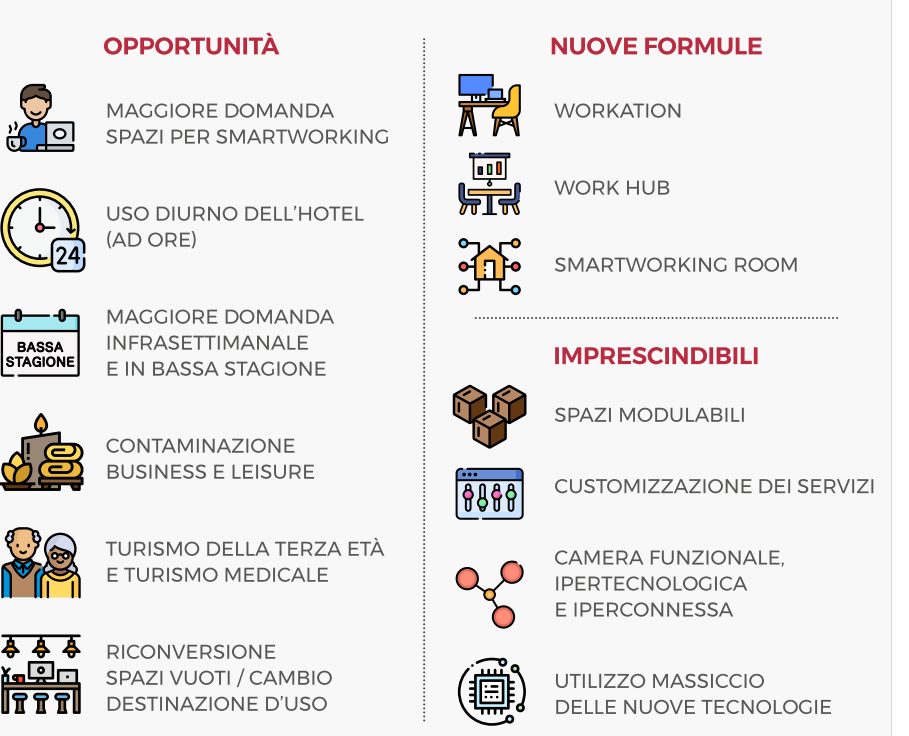 OPPORTUNITÀ
MAGGIORE DOMANDA
SPAZI PER SMARTWORKING
24
USO DIURNO DELL'HOTEL
(AD ORE)
BASSA
STAGIONE
MAGGIORE DOMANDA
INFRASETTIMANALE
E IN BASSA STAGIONE
CONTAMINAZIONE
BUSINESS E LEISURE
TURISMO DELLA TERZA ETÀ
E TURISMO MEDICALE
RICONVERSIONE
SPAZI VUOTI / CAMBIO
DESTINAZIONE D'USO
NUOVE FORMULE
WORKATION
WORK HUB
SMARTWORKING ROOM
IMPRESCINDIBILI
SPAZI MODULABILI
CUSTOMIZZAZIONE DEI SERVIZI
CAMERA FUNZIONALE,
IPERTECNOLOGICA
E IPERCONNESSA
UTILIZZO MASSICCIO
DELLE NUOVE TECNOLOGIE